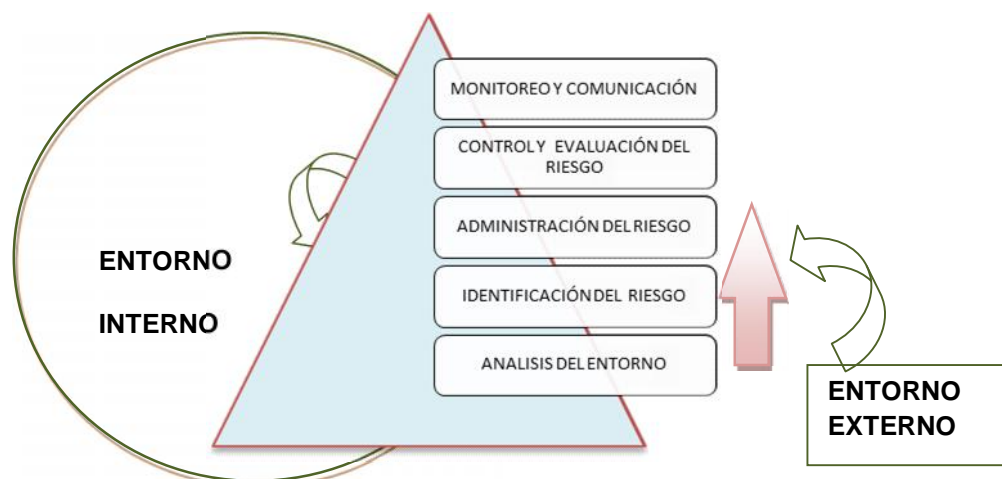 MONITOREO Y COMUNICACIÓN
CONTROL Y EVALUACIÓN DEL
RIESGO
ADMINISTRACIÓN DEL RIESGO
IDENTIFICACIÓN DEL RIESGO
ANALISIS DEL ENTORNO
ENTORNO
INTERNO
ENTORNO
EXTERNO